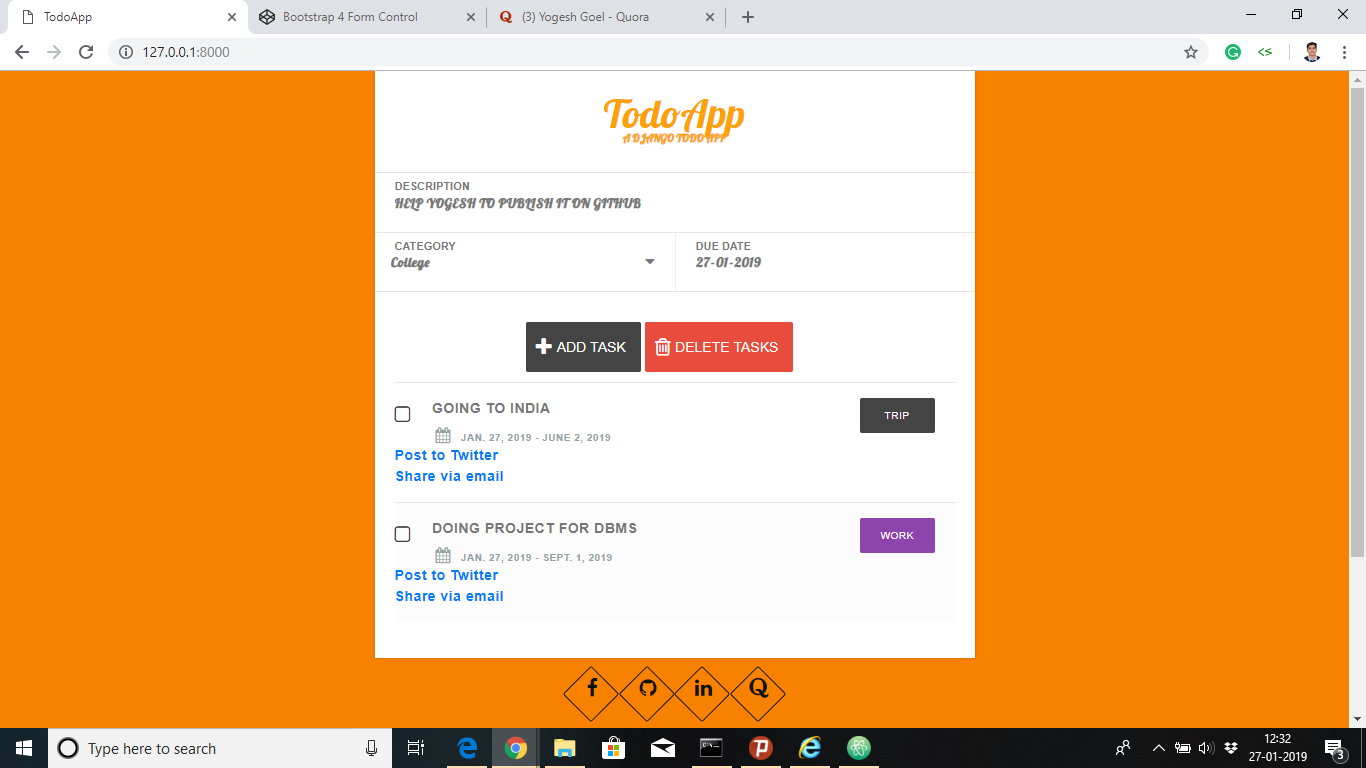 TodoApp
Bootstrap 4 Form Control
Q (3) Yogesh Goel - Quora
127.0.0.1:8000
TodoApp
A DJANGO TODO APP
DESCRIPTION
HELP YOGESH TO PUBLISH IT ON GITHUB
CATEGORY
College
DUE DATE
27-01-2019
ADD TASK
DELETE TASKS
GOING TO INDIA
TRIP
JAN. 27, 2019 - JUNE 2, 2019
Post to Twitter
Share via email
DOING PROJECT FOR DBMS
WORK
JAN. 27, 2019 - SEPT. 1, 2019
Post to Twitter
Share via email
f in Q
Type here to search
12:32
27-01-2019
3